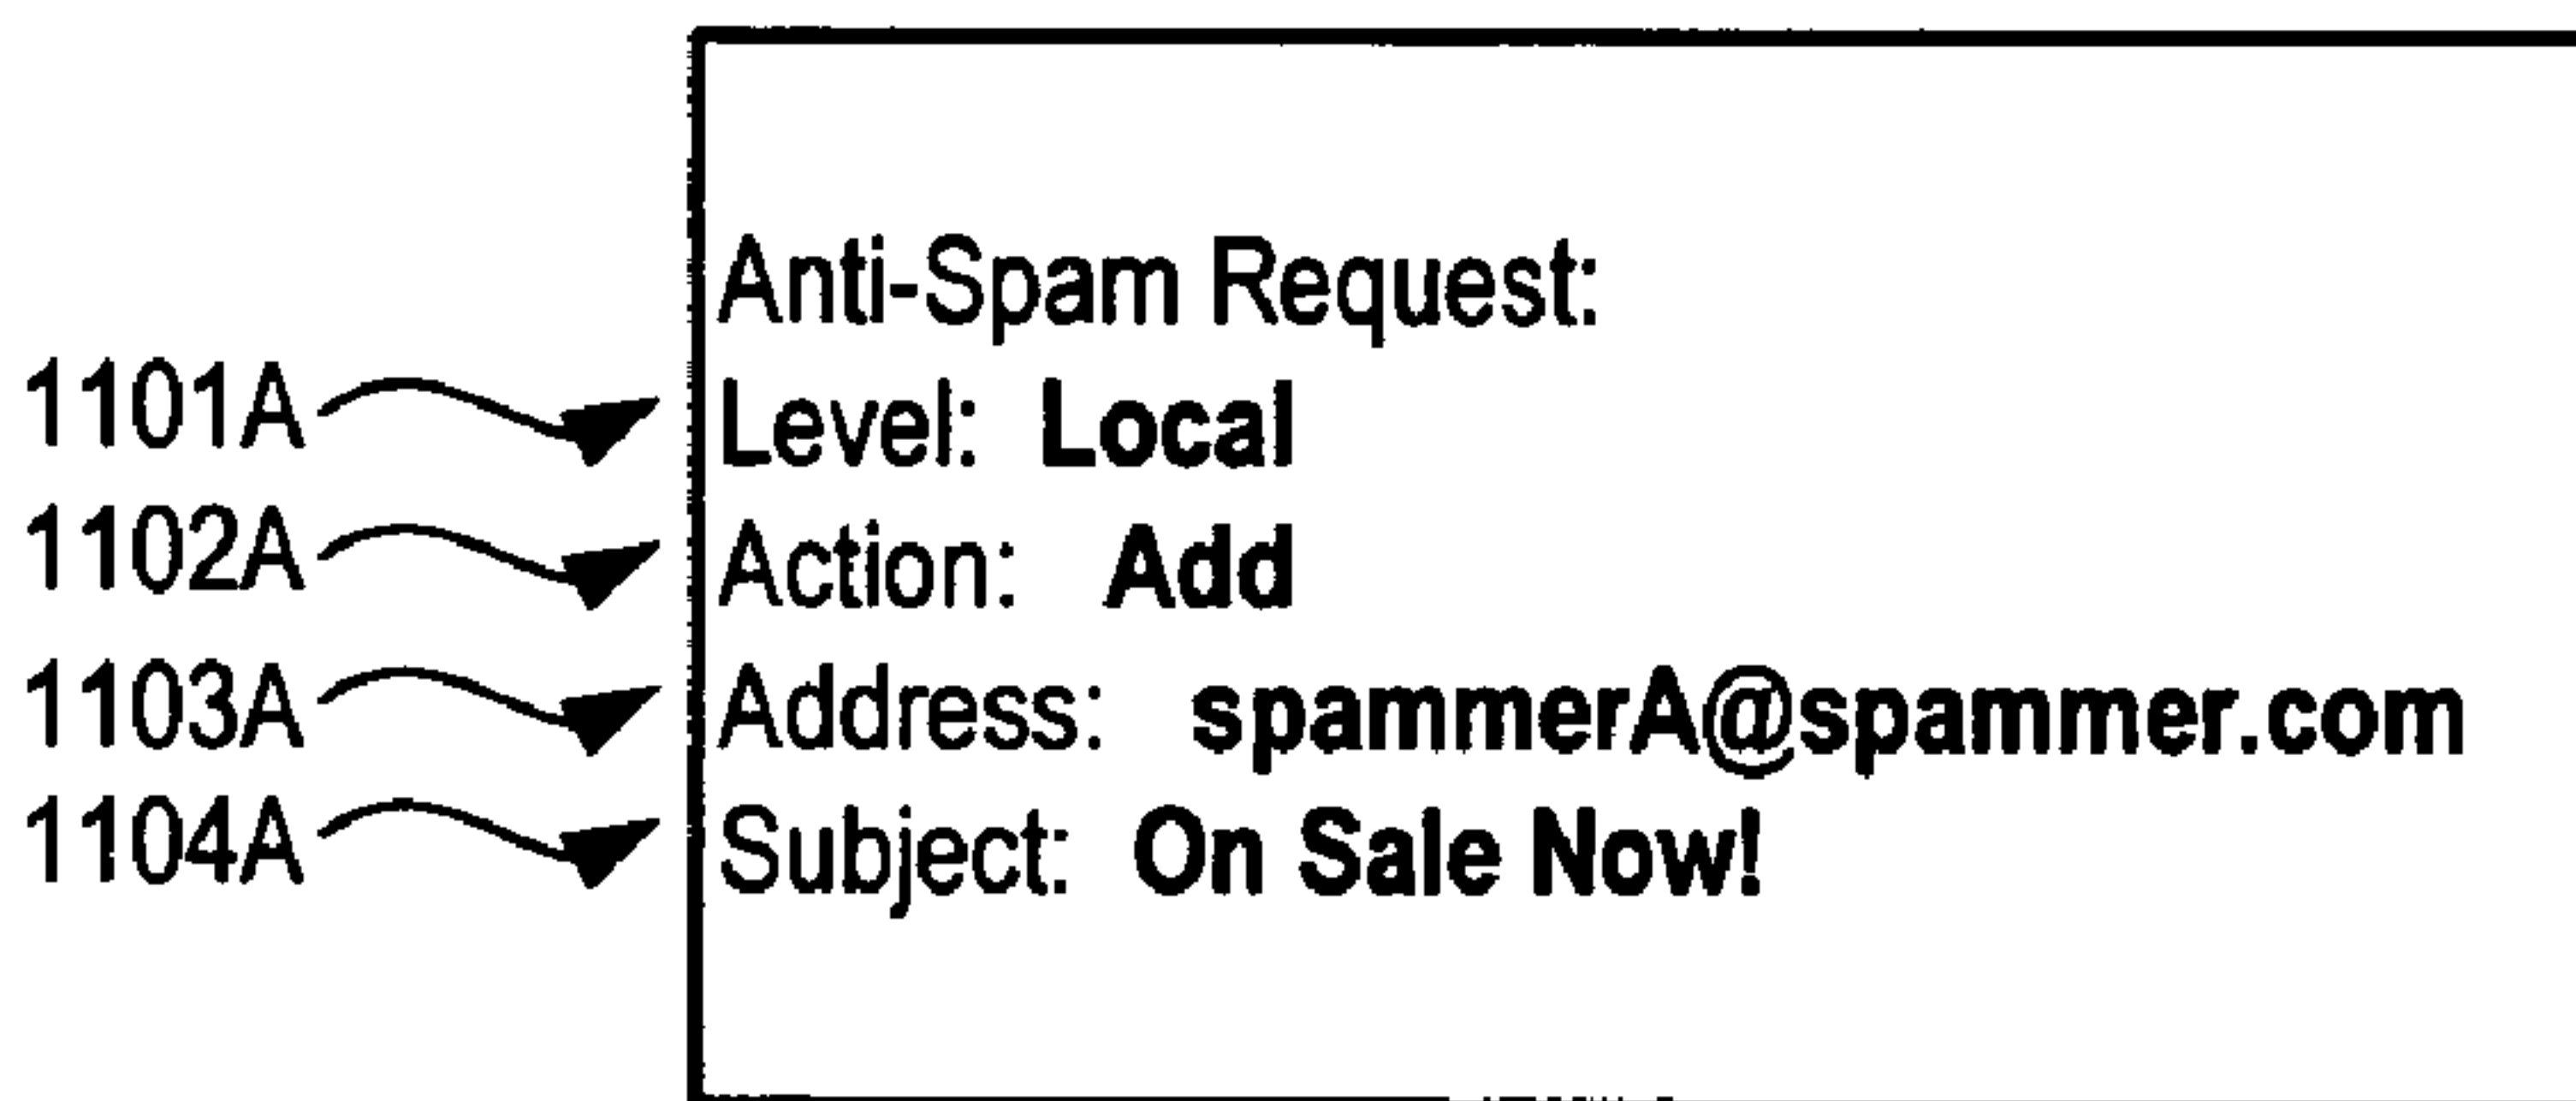 Anti-Spam Request:
1101A Level: Local
1102A Action: Add
1103A Address: spammerA@spammer.com
1104A Subject: On Sale Now!